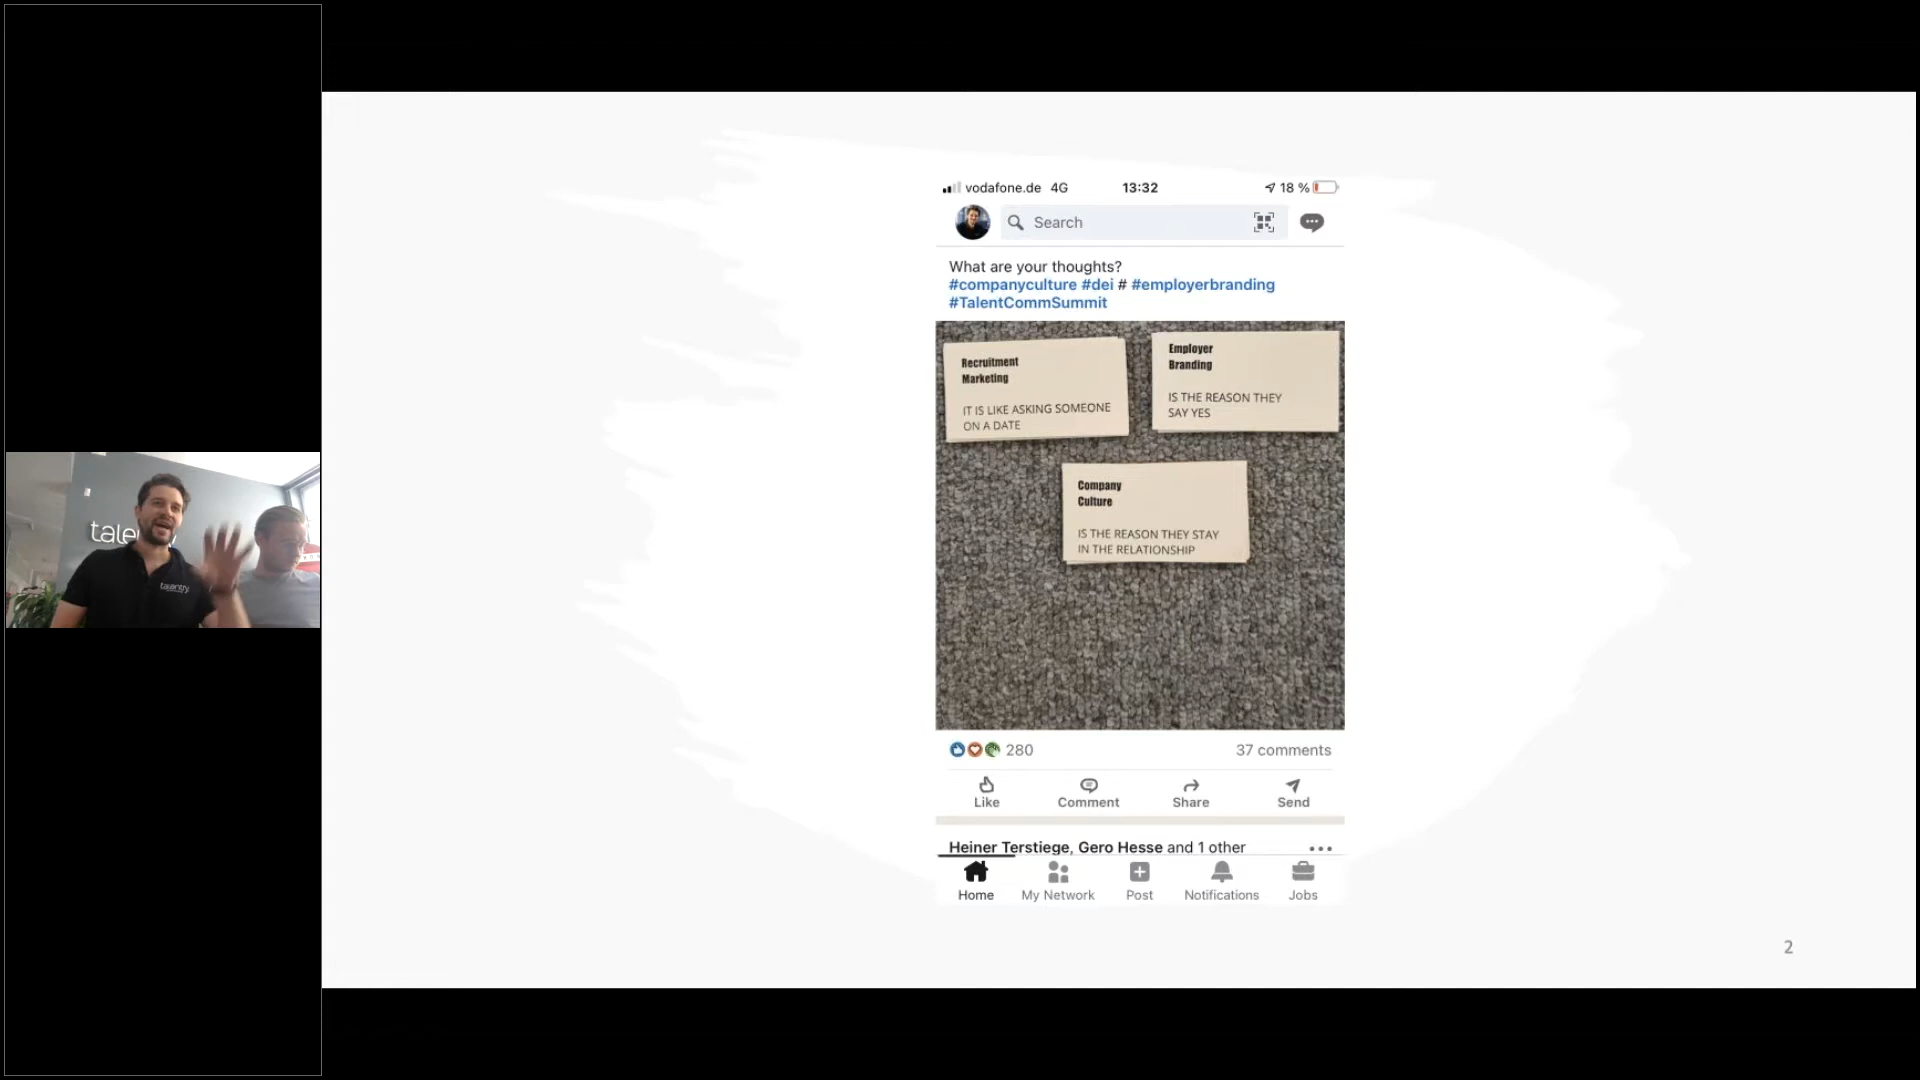 tale
talentry
vodafone.de 4G 13:32 18 %
Search
What are your thoughts?
#companyculture #dei # #employerbranding
#TalentCommSummit
Recruitment
Marketing
IT IS LIKE ASKING SOMEONE
ON A DATE
Employer
Branding
IS THE REASON THEY
SAY YES
Company
Culture
IS THE REASON THEY STAY
IN THE RELATIONSHIP
280 37 comments
Like Comment Share Send
Heiner Terstiege, Gero Hesse and 1 other
Home My Network Post Notifications Jobs
2